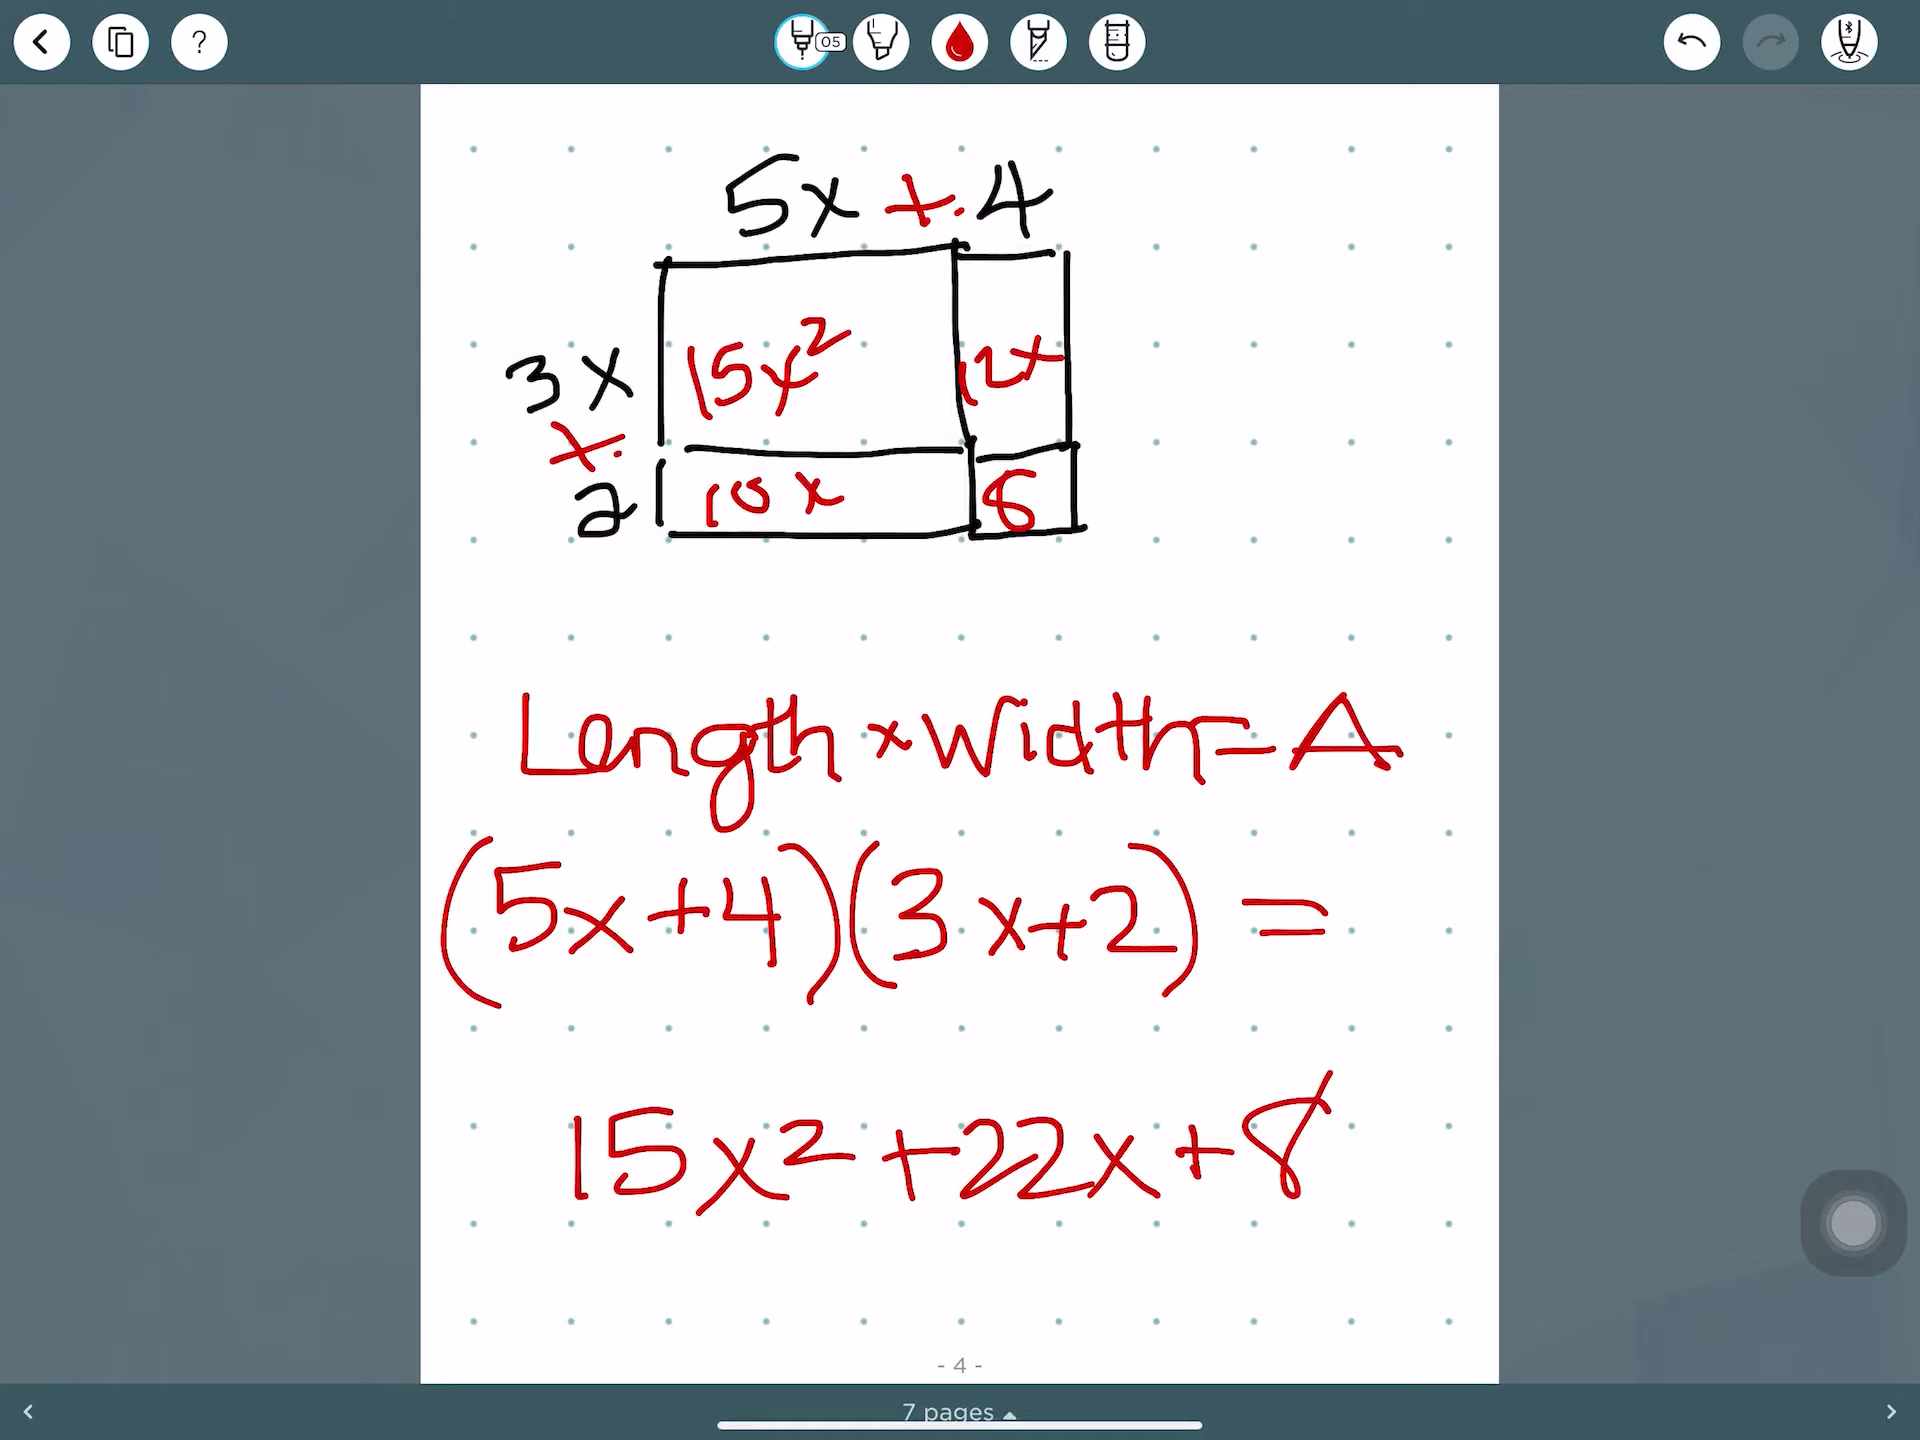 ?
05
5x + 4
3x
15x²
12x
+
2
10x
8
Length × Width = A
(5x+4)(3x+2) =
15x² + 22x + 8
- 4 -
7 pages